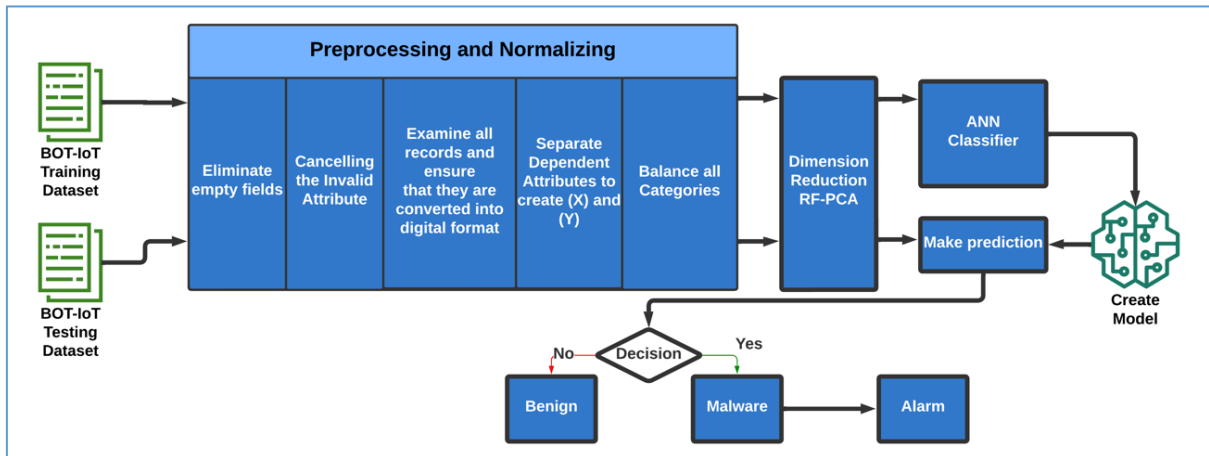 Preprocessing and Normalizing
BOT-IoT
Training
Dataset
BOT-IoT
Testing
Dataset
Eliminate
empty fields
Cancelling
the Invalid
Attribute
Examine all
records and
ensure
that they are
converted into
digital format
Separate
Dependent
Attributes to
create (X) and
(Y)
Balance all
Categories
Dimension
Reduction
RF-PCA
ANN
Classifier
Make prediction
Create
Model
Decision
No
Yes
Benign
Malware
Alarm